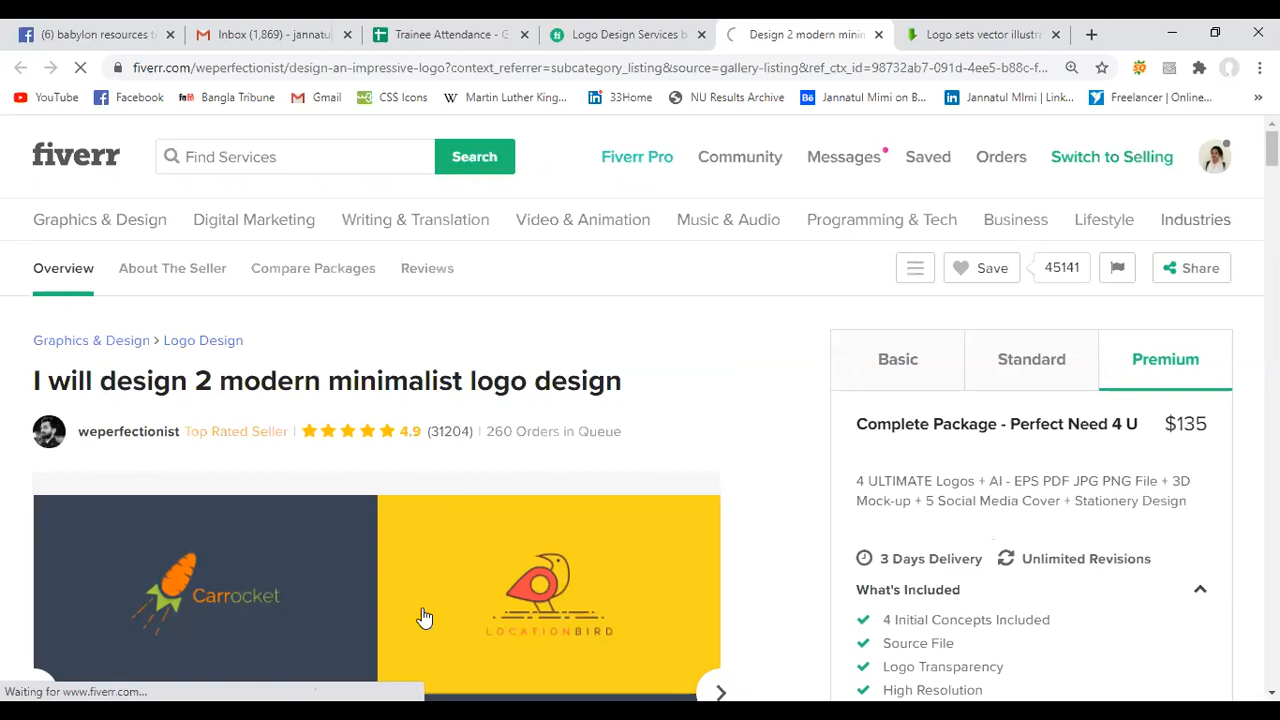 (6) babylon resources t
Inbox (1,869) - jannatu
Trainee Attendance - G
Logo Design Services b
Design 2 modern minin
Logo sets vector illustr
fiverr.com/weperfectionist/design-an-impressive-logo?context_referrer=subcategory_listing&source=gallery-listing&ref_ctx_id=98732ab7-091d-4ee5-b88c-f...
YouTube
Facebook
Bangla Tribune
Gmail
CSS Icons
Martin Luther King...
33Home
NU Results Archive
Jannatul Mimi on B...
Jannatul MImi | Link...
Freelancer | Online...
»
fiverr
Find Services
Search
Fiverr Pro
Community
Messages
Saved
Orders
Switch to Selling
Graphics & Design
Digital Marketing
Writing & Translation
Video & Animation
Music & Audio
Programming & Tech
Business
Lifestyle
Industries
Overview
About The Seller
Compare Packages
Reviews
Save
45141
Share
Graphics & Design > Logo Design
I will design 2 modern minimalist logo design
weperfectionist Top Rated Seller | 4.9 (31204) | 260 Orders in Queue
Carrocket
LOCATIONBIRD
Basic
Standard
Premium
Complete Package - Perfect Need 4 U $135
4 ULTIMATE Logos + AI - EPS PDF JPG PNG File + 3D
Mock-up + 5 Social Media Cover + Stationery Design
3 Days Delivery
Unlimited Revisions
What's Included
4 Initial Concepts Included
Source File
Logo Transparency
High Resolution
Waiting for www.fiverr.com...